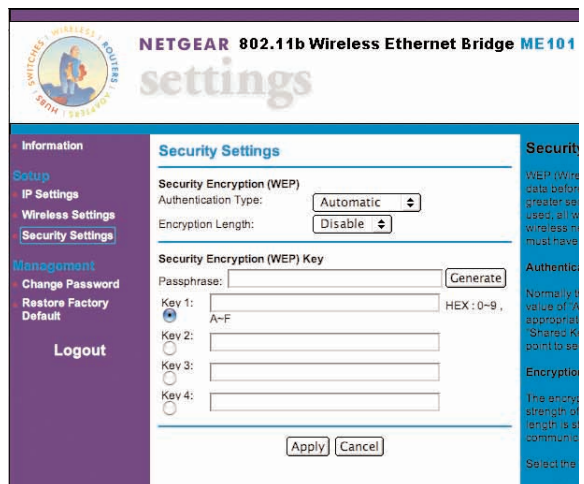 SWITCHES | WIRELESS | ROUTERS | ADAPTERS | HUBS
NETGEAR 802.11b Wireless Ethernet Bridge ME101
settings
Information
Setup
IP Settings
Wireless Settings
Security Settings
Management
Change Password
Restore Factory
Default
Logout
Security Settings
Security Encryption (WEP)
Authentication Type: Automatic
Encryption Length: Disable
Security Encryption (WEP) Key
Passphrase: Generate
Key 1: HEX : 0~9 ,
A~F
Key 2:
Key 3:
Key 4:
Apply Cancel
Security
WEP (Wire
data before
greater se
used, all w
wireless n
must have
Authentica
Normally t
value of "A
appropriat
"Shared K
point to se
Encryption
The encryp
strength of
length is s
communic
Select the